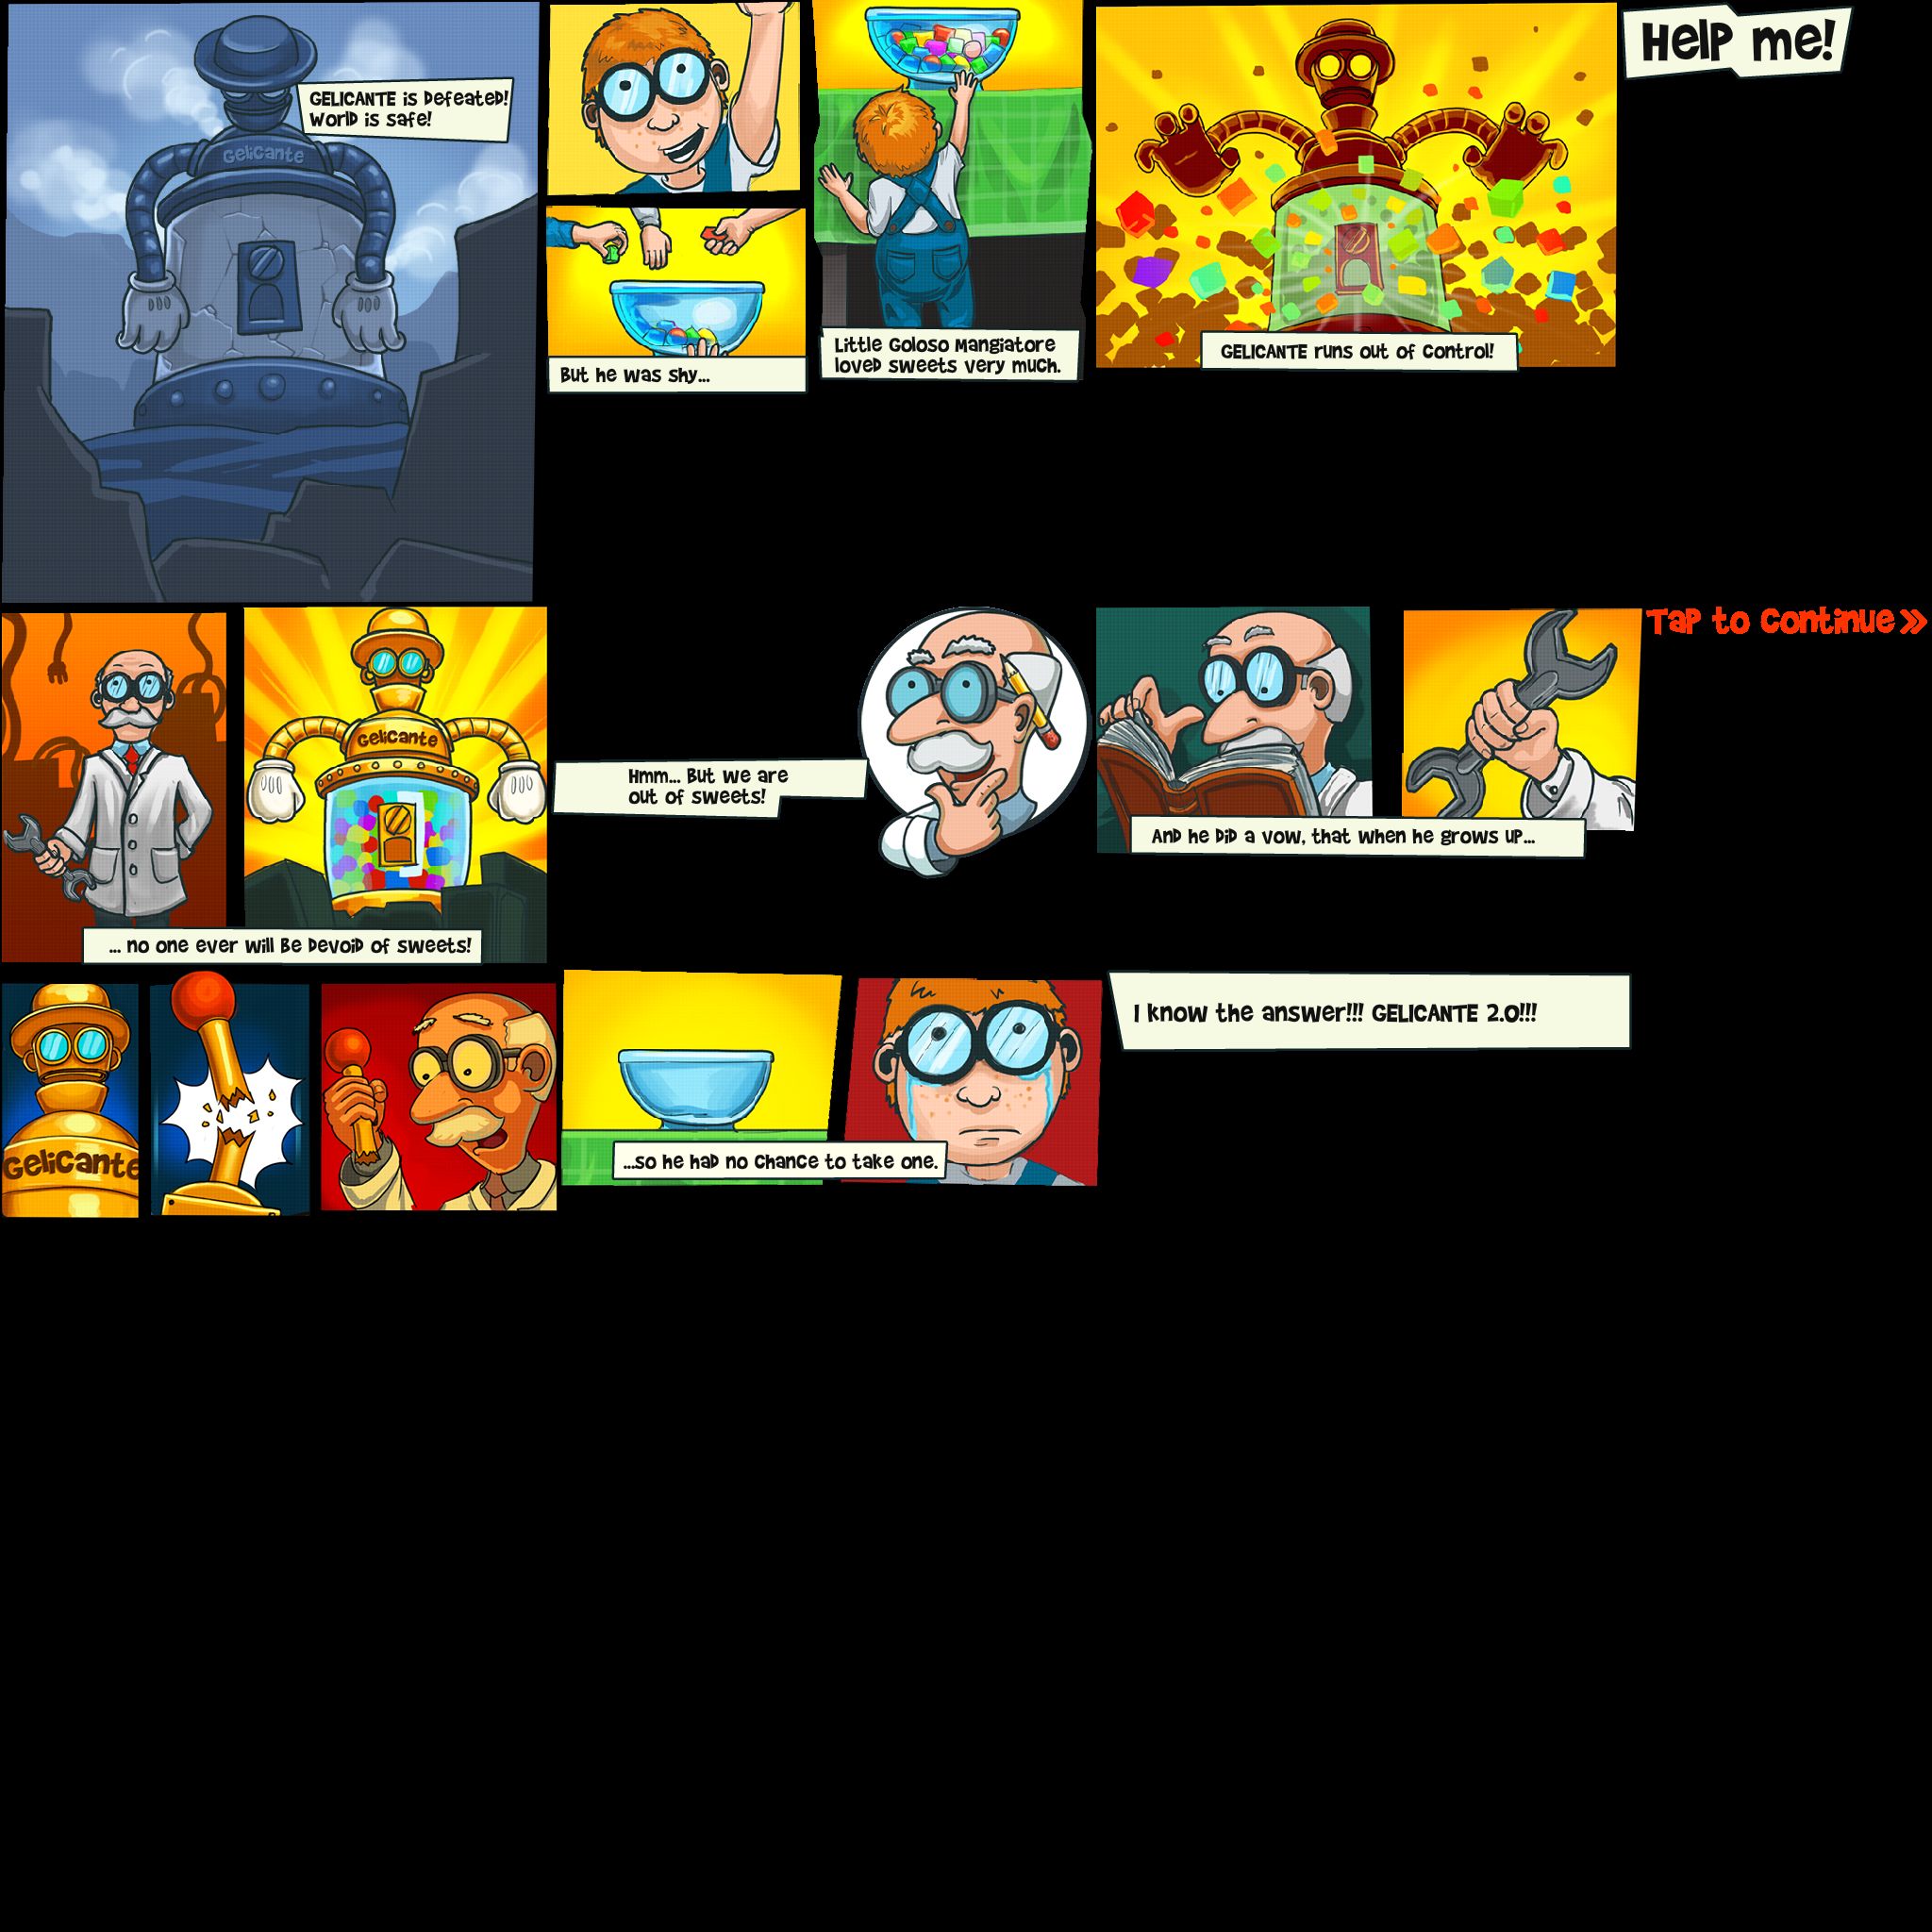 GELICANTE is Defeated!
World is safe!
Gelicante
But he was shy...
Little Goloso Mangiatore
loved sweets very much.
GELICANTE runs out of control!
Help me!
Gelicante
... no one ever will be devoid of sweets!
Hmm... But we are
out of sweets!
And he did a vow, that when he grows up...
Tap to continue »
Gelicante
...so he had no chance to take one.
I know the answer!!! GELICANTE 2.0!!!